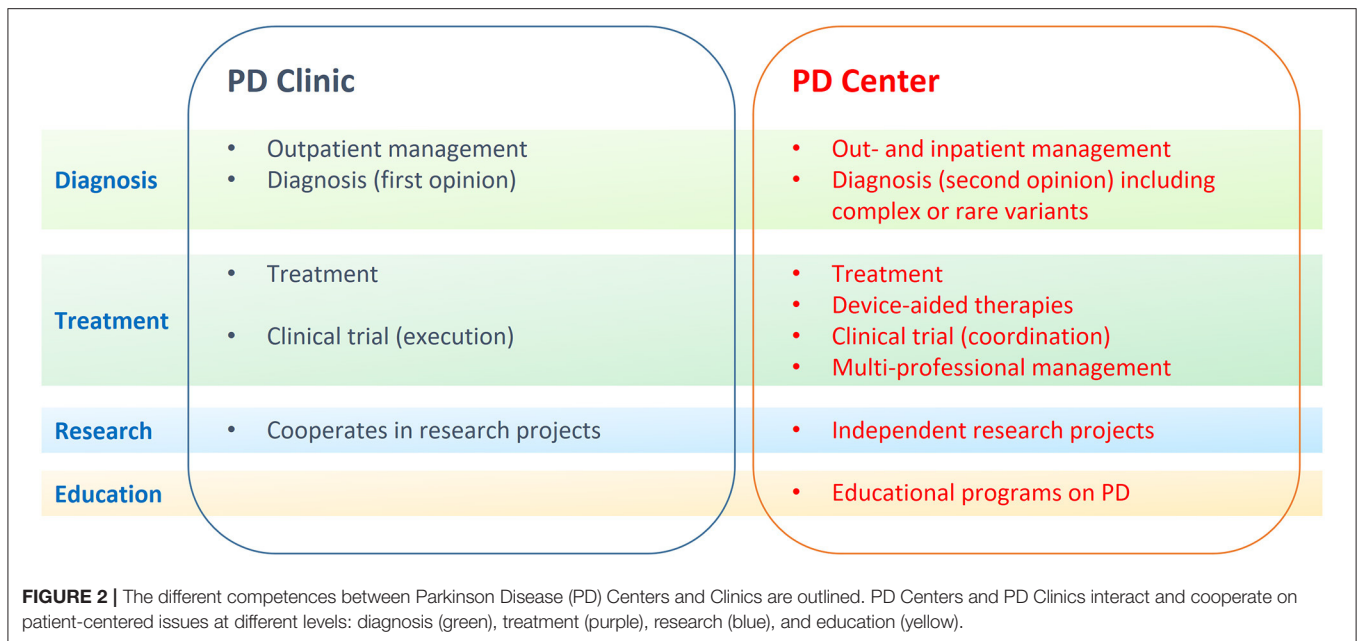 PD Clinic
PD Center
Diagnosis
• Outpatient management
• Diagnosis (first opinion)
• Out- and inpatient management
• Diagnosis (second opinion) including
complex or rare variants
Treatment
• Treatment
• Clinical trial (execution)
• Treatment
• Device-aided therapies
• Clinical trial (coordination)
• Multi-professional management
Research
• Cooperates in research projects
• Independent research projects
Education
• Educational programs on PD
FIGURE 2 | The different competences between Parkinson Disease (PD) Centers and Clinics are outlined. PD Centers and PD Clinics interact and cooperate on
patient-centered issues at different levels: diagnosis (green), treatment (purple), research (blue), and education (yellow).